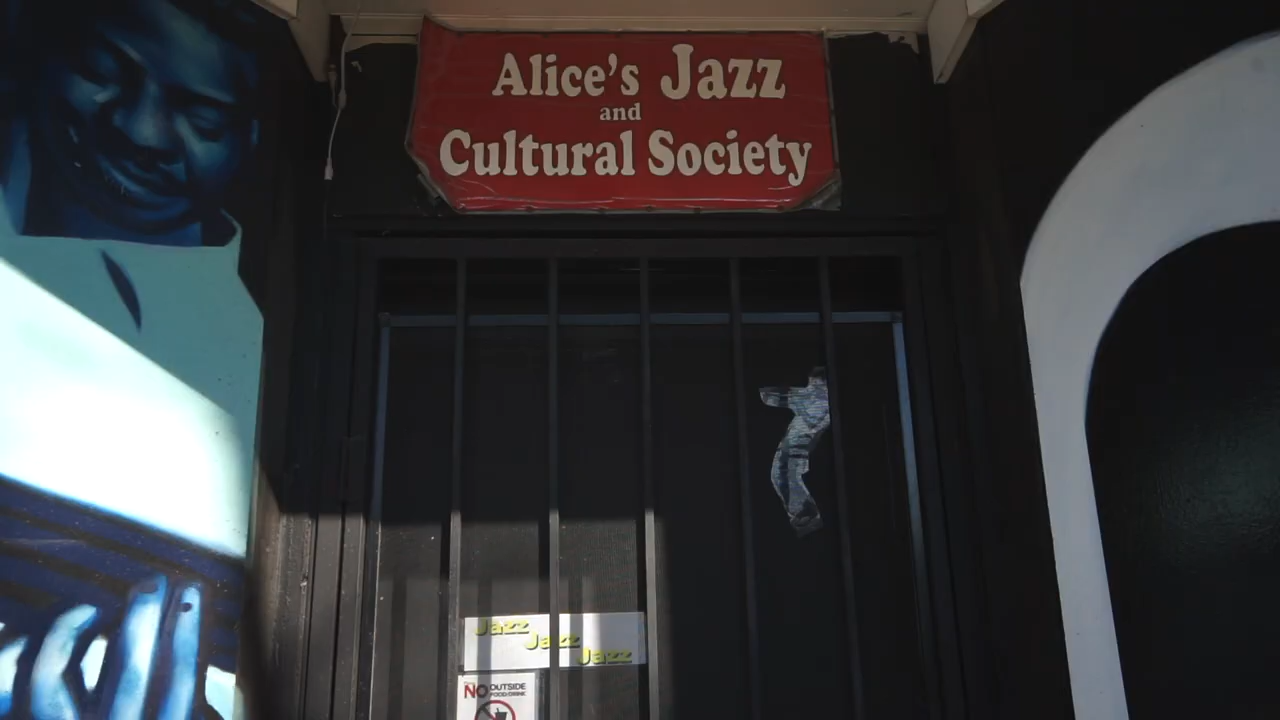 Alice's Jazz
and
Cultural Society
Jazz
Jazz
Jazz
NO OUTSIDE
FOOD/DRINK